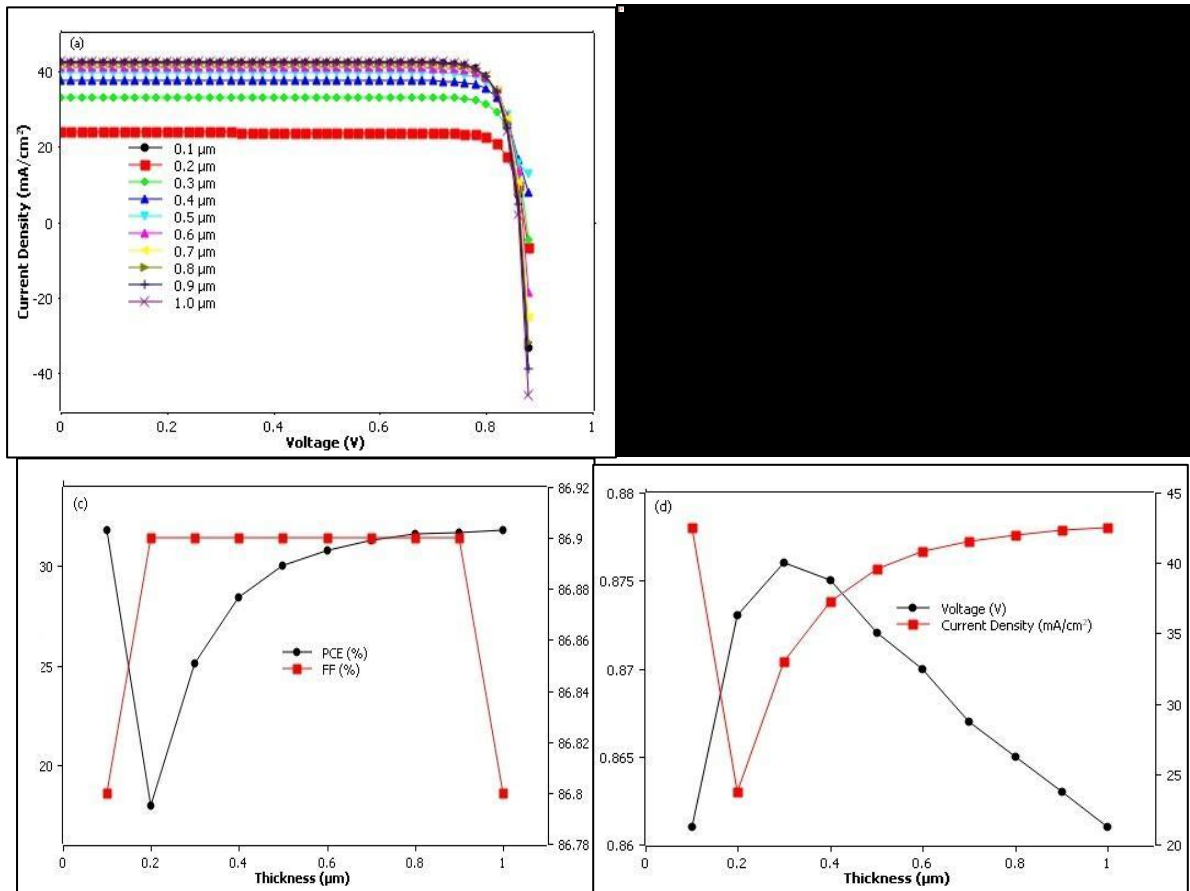 (a)
40
20
0
-20
-40
Current Density (mA/cm²)
0.1 µm
0.2 µm
0.3 µm
0.4 µm
0.5 µm
0.6 µm
0.7 µm
0.8 µm
0.9 µm
1.0 µm
0 0.2 0.4 0.6 0.8 1
Voltage (V)
(c)
30
25
20
PCE (%)
FF (%)
86.92
86.9
86.88
86.86
86.84
86.82
86.8
86.78
0 0.2 0.4 0.6 0.8 1
Thickness (µm)
(d)
0.88
0.875
0.87
0.865
0.86
Voltage (V)
Current Density (mA/cm²)
45
40
35
30
25
20
0 0.2 0.4 0.6 0.8 1
Thickness (µm)